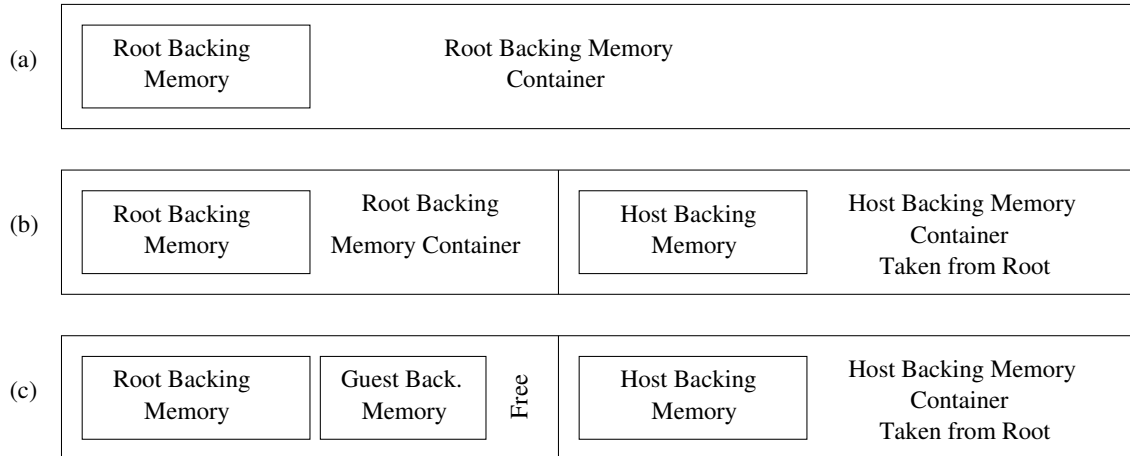 (a)
Root Backing
Memory
Root Backing Memory
Container
(b)
Root Backing
Memory
Root Backing
Memory Container
Host Backing
Memory
Host Backing Memory
Container
Taken from Root
(c)
Root Backing
Memory
Guest Back.
Memory
Free
Host Backing
Memory
Host Backing Memory
Container
Taken from Root